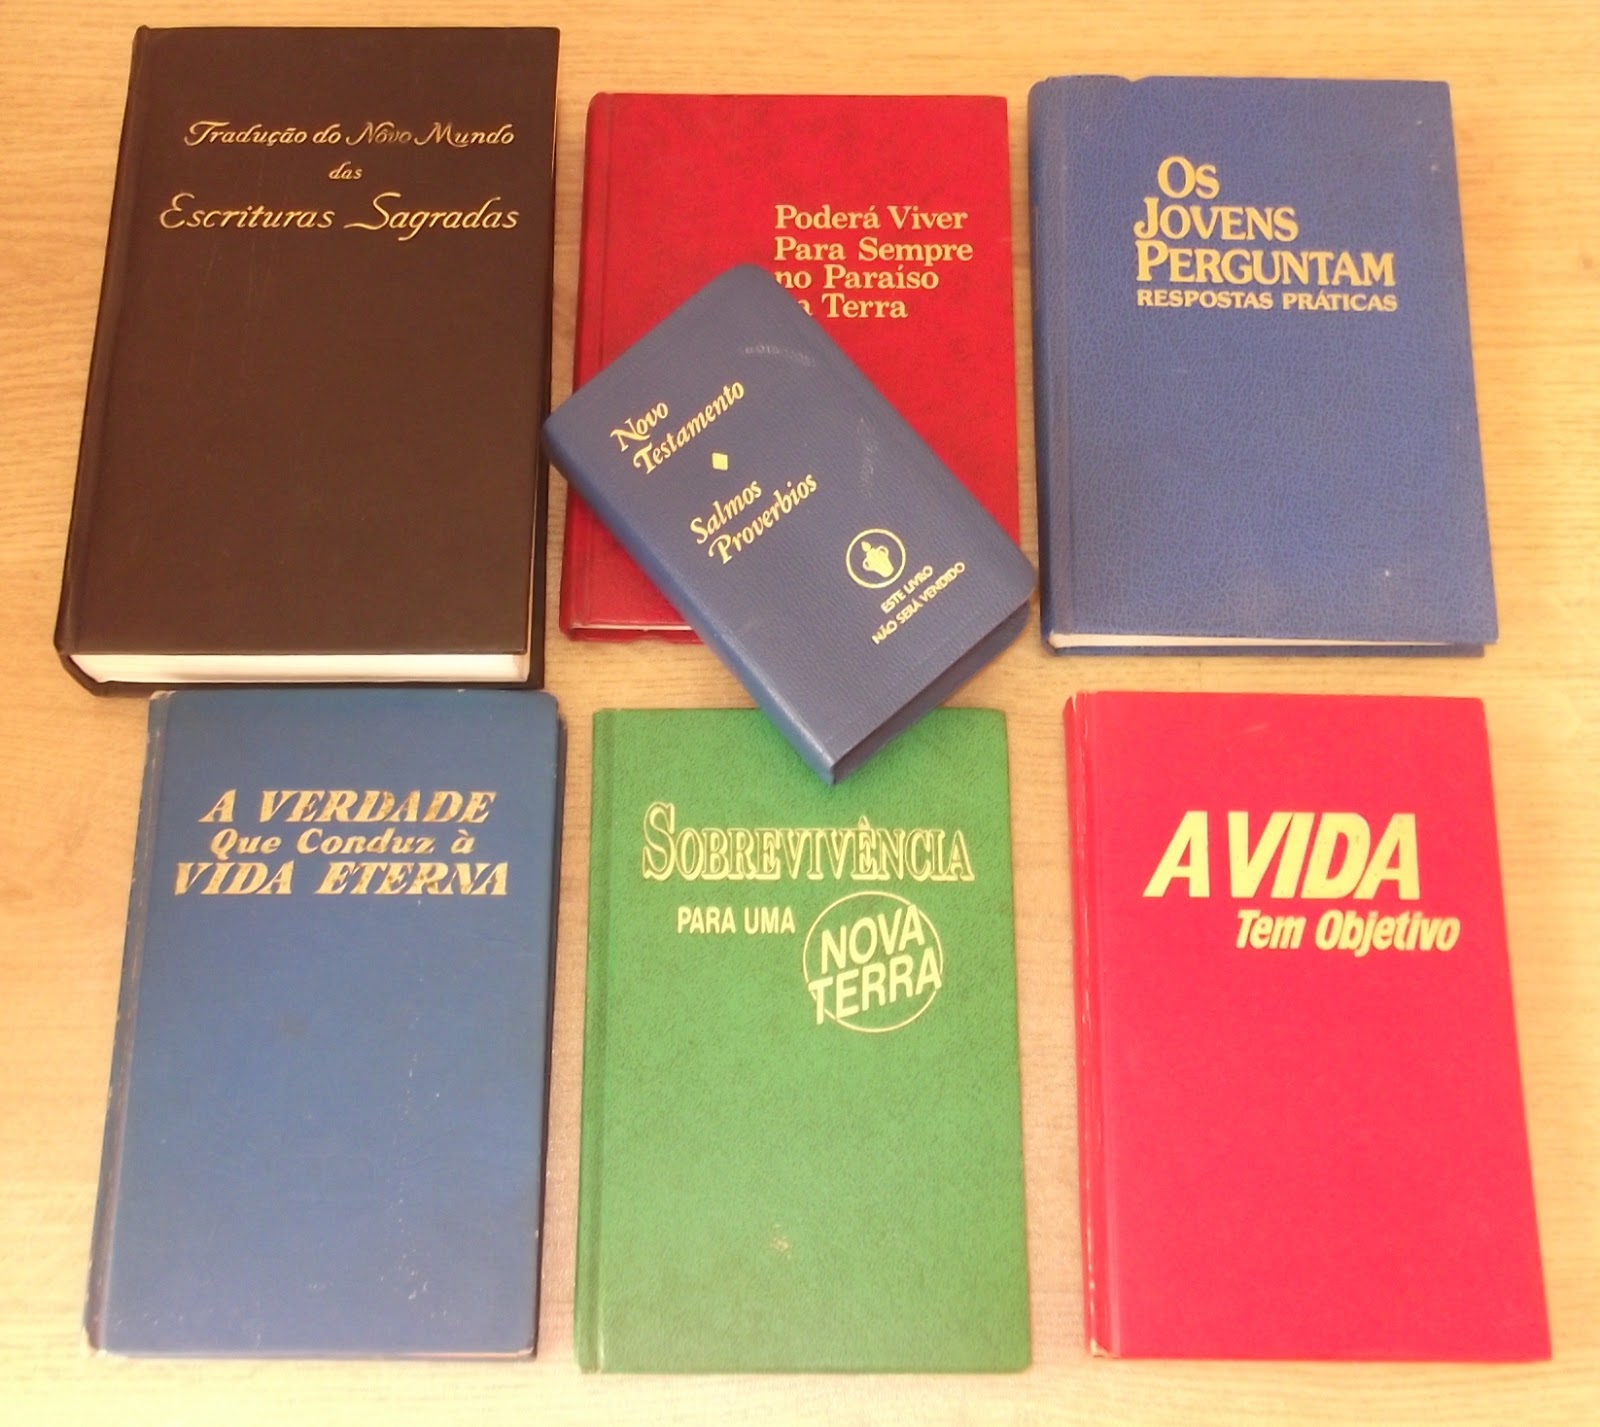 Tradução do Novo Mundo
das
Escrituras Sagradas
Poderá Viver
Para Sempre
no Paraíso
a Terra
Os
JOVENS
PERGUNTAM
RESPOSTAS PRÁTICAS
Novo
Testamento
Salmos
Proverbios
ESTE LIVRO
NÃO SERÁ VENDIDO
A VERDADE
Que Conduz à
VIDA ETERNA
SOBREVIVÊNCIA
PARA UMA
NOVA
TERRA
A VIDA
Tem Objetivo